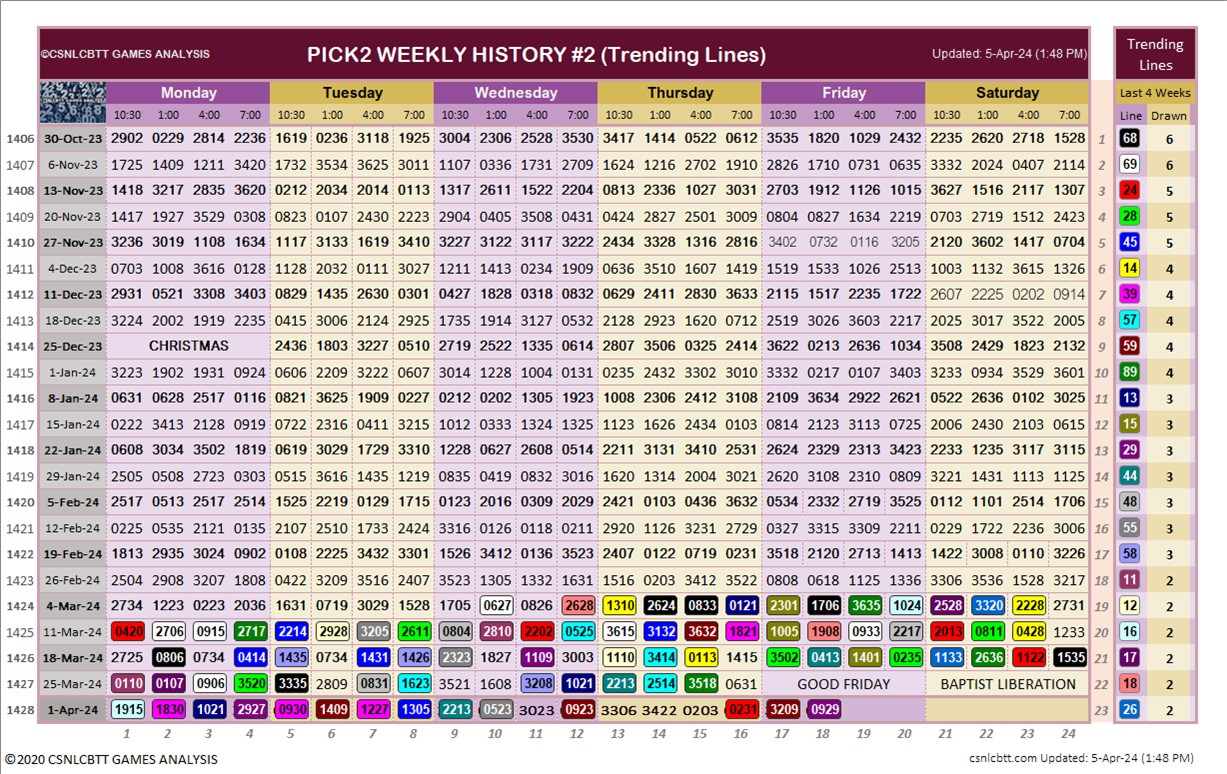 ©CSNLCBTT GAMES ANALYSIS PICK2 WEEKLY HISTORY #2 (Trending Lines) Updated: 5-Apr-24 (1:48 PM) Trending Lines
Monday Tuesday Wednesday Thursday Friday Saturday Last 4 Weeks
10:30 1:00 4:00 7:00 10:30 1:00 4:00 7:00 10:30 1:00 4:00 7:00 10:30 1:00 4:00 7:00 10:30 1:00 4:00 7:00 10:30 1:00 4:00 7:00 Line Drawn
1406 30-Oct-23 2902 0229 2814 2236 1619 0236 3118 1925 3004 2306 2528 3530 3417 1414 0522 0612 3535 1820 1029 2432 2235 2620 2718 1528 1 68 6
1407 6-Nov-23 1725 1409 1211 3420 1732 3534 3625 3011 1107 0336 1731 2709 1624 1216 2702 1910 2826 1710 0731 0635 3332 2024 0407 2114 2 69 6
1408 13-Nov-23 1418 3217 2835 3620 0212 2034 2014 0113 1317 2611 1522 2204 0813 2336 1027 3031 2703 1912 1126 1015 3627 1516 2117 1307 3 24 5
1409 20-Nov-23 1417 1927 3529 0308 0823 0107 2430 2223 2904 0405 3508 0431 0424 2827 2501 3009 0804 0827 1634 2219 0703 2719 1512 2423 4 28 5
1410 27-Nov-23 3236 3019 1108 1634 1117 3133 1619 3410 3227 3122 3117 3222 2434 3328 1316 2816 3402 0732 0116 3205 2120 3602 1417 0704 5 45 5
1411 4-Dec-23 0703 1008 3616 0128 1128 2032 0111 3027 1211 1413 0234 1909 0636 3510 1607 1419 1519 1533 1026 2513 1003 1132 3615 1326 6 14 4
1412 11-Dec-23 2931 0521 3308 3403 0829 1435 2630 0301 0427 1828 0318 0832 0629 2411 2830 3633 2115 1517 2235 1722 2607 2225 0202 0914 7 39 4
1413 18-Dec-23 3224 2002 1919 2235 0415 3006 2124 2925 1735 1914 3127 0532 2128 2923 1620 0712 2519 3026 3603 2217 2025 3017 3522 2005 8 57 4
1414 25-Dec-23 CHRISTMAS 2436 1803 3227 0510 2719 2522 1335 0614 2807 3506 0325 2414 3622 0213 2636 1034 3508 2429 1823 2132 9 59 4
1415 1-Jan-24 3223 1902 1931 0924 0606 2209 3222 0607 3014 1228 1004 0131 0235 2432 3302 3010 3332 0217 0107 3403 3233 0934 3529 3601 10 89 4
1416 8-Jan-24 0631 0628 2517 0116 0821 3625 1909 0227 0212 0202 1305 1923 1008 2306 2412 3108 2109 3634 2922 2621 0522 2636 0102 3025 11 13 3
1417 15-Jan-24 0222 3413 2128 0919 0722 2316 0411 3215 1012 0333 1324 1325 1123 1626 2434 0103 0814 2123 3113 0725 2006 2430 2103 0615 12 15 3
1418 22-Jan-24 0608 3034 3502 1819 0619 3029 1729 3310 1228 0627 2608 0514 2211 3131 3410 2531 2624 2329 2313 3423 2233 1235 3117 3115 13 29 3
1419 29-Jan-24 2505 0508 2723 0303 0515 3616 1435 1213 0835 0419 0832 3016 1620 1314 2004 3021 2620 3108 2310 0809 3221 1431 1113 1125 14 44 3
1420 5-Feb-24 2517 0513 2517 2514 1525 2219 0129 1715 0123 2016 0309 2029 2421 0103 0436 3632 0534 2332 2719 3525 0112 1101 2514 1706 15 48 3
1421 12-Feb-24 0225 0535 2121 0135 2107 2510 1733 2424 3316 0126 0118 0211 2920 1126 3231 2729 0327 3315 3309 2211 0229 1722 2236 3006 16 55 3
1422 19-Feb-24 1813 2935 3024 0902 0108 2225 3432 3301 1526 3412 0136 3523 2407 0122 0719 0231 3518 2120 2713 1413 1422 3008 0110 3226 17 58 3
1423 26-Feb-24 2504 2908 3207 1808 0422 3209 3516 2407 3523 1305 1332 1631 1516 0203 3412 3522 0808 0618 1125 1336 3306 3536 1528 3217 18 11 2
1424 4-Mar-24 2734 1223 0223 2036 1631 0719 3029 1528 1705 0627 0826 2628 1310 2624 0833 0121 2301 1706 3635 1024 2528 3320 2228 2731 19 12 2
1425 11-Mar-24 0420 2706 0915 2717 2214 2928 3205 2611 0804 2810 2202 0525 3615 3132 3632 1821 1005 1908 0933 2217 2013 0811 0428 1233 20 16 2
1426 18-Mar-24 2725 0806 0734 0414 1435 0734 1431 1426 2323 1827 1109 3003 1110 3414 0113 1415 3502 0413 1401 0235 1133 2636 1122 1535 21 17 2
1427 25-Mar-24 0110 0107 0906 3520 3335 2809 0831 1623 3521 1608 3208 1021 2213 2514 3518 0631 GOOD FRIDAY BAPTIST LIBERATION 22 18 2
1428 1-Apr-24 1915 1830 1021 2927 0930 1409 1227 1305 2213 0523 3023 0923 3306 3422 0203 0231 3209 0929 23 26 2
1 2 3 4 5 6 7 8 9 10 11 12 13 14 15 16 17 18 19 20 21 22 23 24
©2020 CSNLCBTT GAMES ANALYSIS csnlcbtt.com Updated: 5-Apr-24 (1:48 PM)